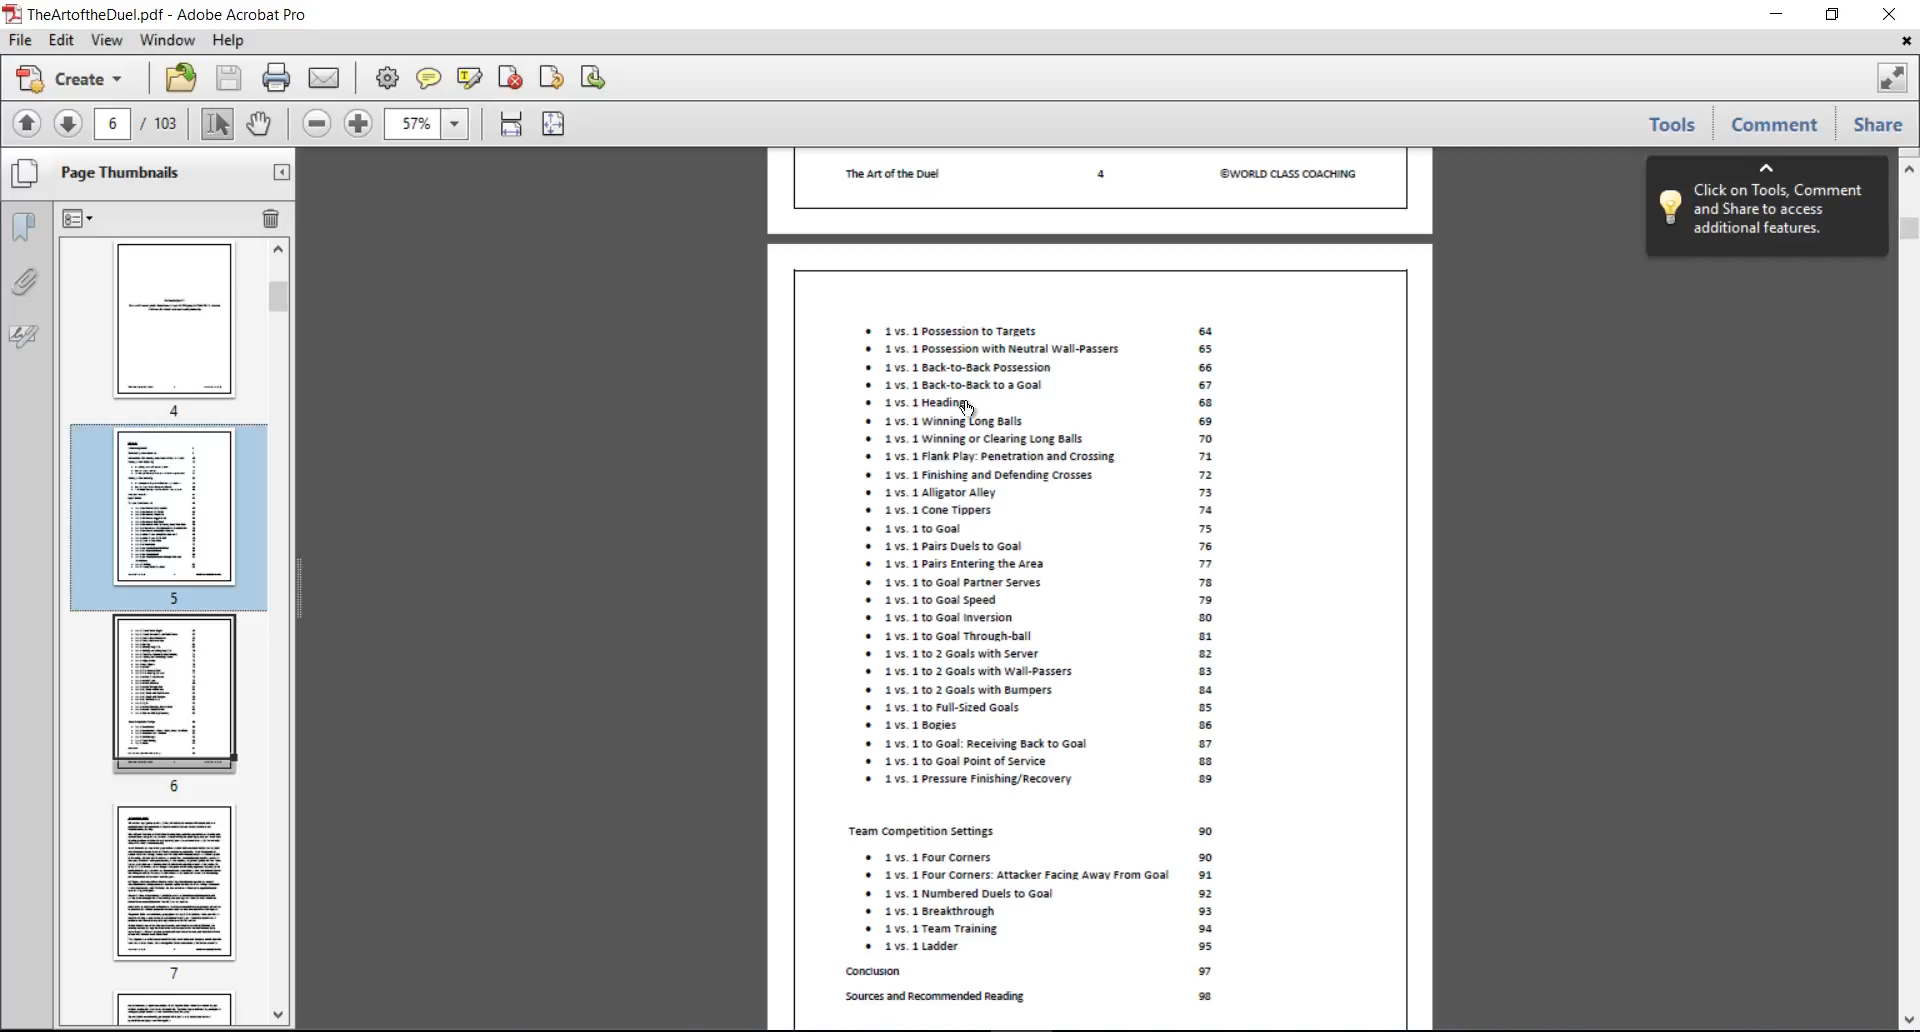 TheArtoftheDuel.pdf - Adobe Acrobat Pro
File Edit View Window Help
Create
6 / 103 57% Tools Comment Share
Page Thumbnails
4
5
6
7
The Art of the Duel 4 ©WORLD CLASS COACHING
Click on Tools, Comment
and Share to access
additional features.
• 1 vs. 1 Possession to Targets 64
• 1 vs. 1 Possession with Neutral Wall-Passers 65
• 1 vs. 1 Back-to-Back Possession 66
• 1 vs. 1 Back-to-Back to a Goal 67
• 1 vs. 1 Heading 68
• 1 vs. 1 Winning Long Balls 69
• 1 vs. 1 Winning or Clearing Long Balls 70
• 1 vs. 1 Flank Play: Penetration and Crossing 71
• 1 vs. 1 Finishing and Defending Crosses 72
• 1 vs. 1 Alligator Alley 73
• 1 vs. 1 Cone Tippers 74
• 1 vs. 1 to Goal 75
• 1 vs. 1 Pairs Duels to Goal 76
• 1 vs. 1 Pairs Entering the Area 77
• 1 vs. 1 to Goal Partner Serves 78
• 1 vs. 1 to Goal Speed 79
• 1 vs. 1 to Goal Inversion 80
• 1 vs. 1 to Goal Through-ball 81
• 1 vs. 1 to 2 Goals with Server 82
• 1 vs. 1 to 2 Goals with Wall-Passers 83
• 1 vs. 1 to 2 Goals with Bumpers 84
• 1 vs. 1 to Full-Sized Goals 85
• 1 vs. 1 Bogies 86
• 1 vs. 1 to Goal: Receiving Back to Goal 87
• 1 vs. 1 to Goal Point of Service 88
• 1 vs. 1 Pressure Finishing/Recovery 89
Team Competition Settings 90
• 1 vs. 1 Four Corners 90
• 1 vs. 1 Four Corners: Attacker Facing Away From Goal 91
• 1 vs. 1 Numbered Duels to Goal 92
• 1 vs. 1 Breakthrough 93
• 1 vs. 1 Team Training 94
• 1 vs. 1 Ladder 95
Conclusion 97
Sources and Recommended Reading 98